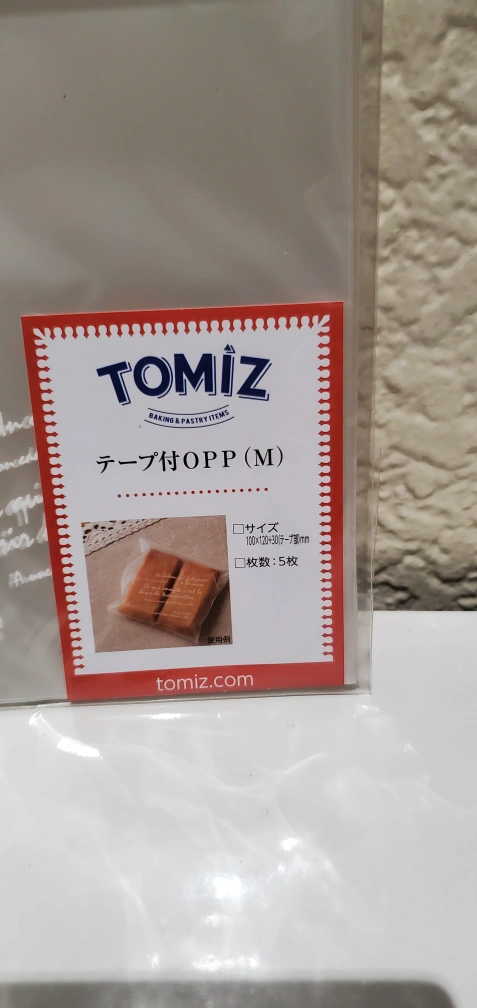 TOMIZ
BAKING & PASTRY ITEMS
テープ付OPP(M)
□サイズ
100×120+30(テープ部)mm
□枚数:5枚
使用例
tomiz.com